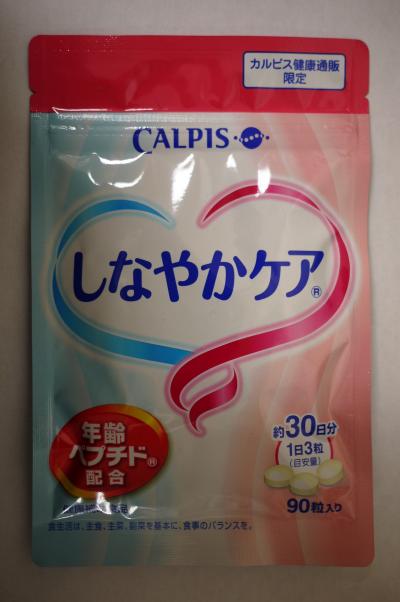 カルピス健康通販
限定
CALPIS
しなやかケア®
年齢
ペプチド®
配合
約30日分
1日3粒
(目安量)
90粒入り
食生活は、主食、主菜、副菜を基本に、食事のバランスを。